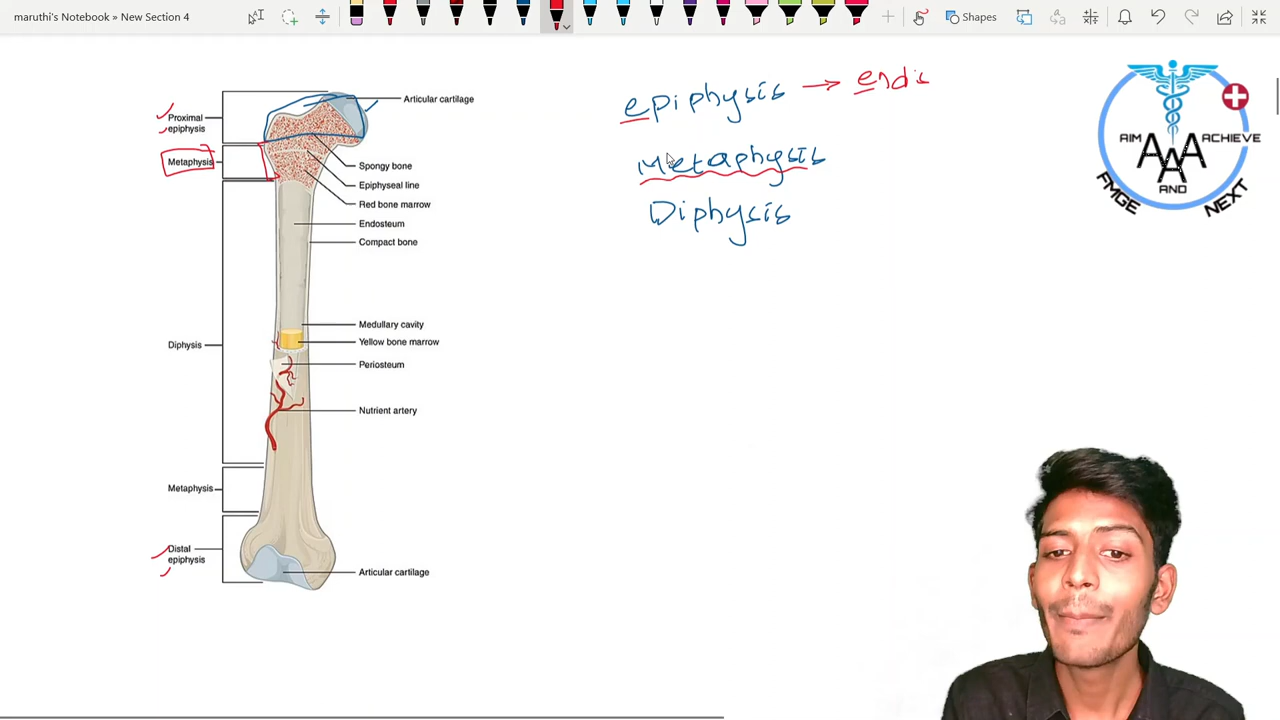 maruthi's Notebook » New Section 4
Shapes
Articular cartilage
Proximal
epiphysis
Metaphysis
Spongy bone
Epiphyseal line
Red bone marrow
Endosteum
Compact bone
Diphysis
Medullary cavity
Yellow bone marrow
Periosteum
Nutrient artery
Metaphysis
Distal
epiphysis
Articular cartilage
epiphysis → endis
Metaphysis
Diphysis
AIM ACHIEVE
AAA
AND
FMGE NEXT